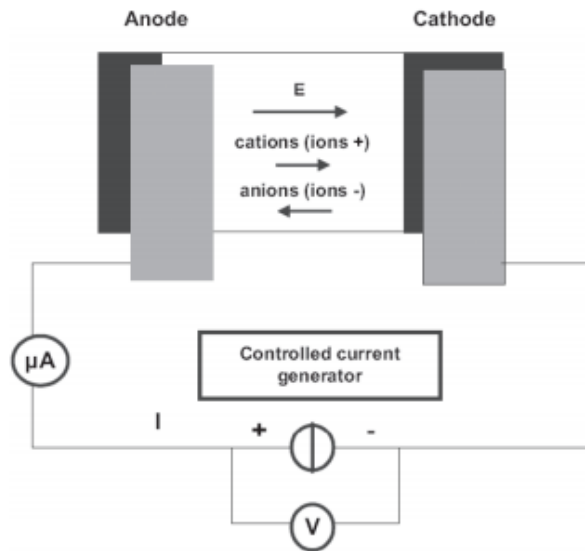 Anode
Cathode
E
cations (ions +)
anions (ions -)
µA
Controlled current
generator
I
+
-
V